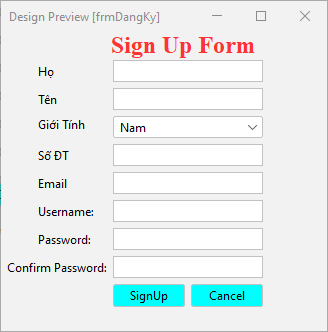 Design Preview [frmDangKy]
Sign Up Form
Họ
Tên
Giới Tính Nam
Số ĐT
Email
Username:
Password:
Confirm Password:
SignUp Cancel